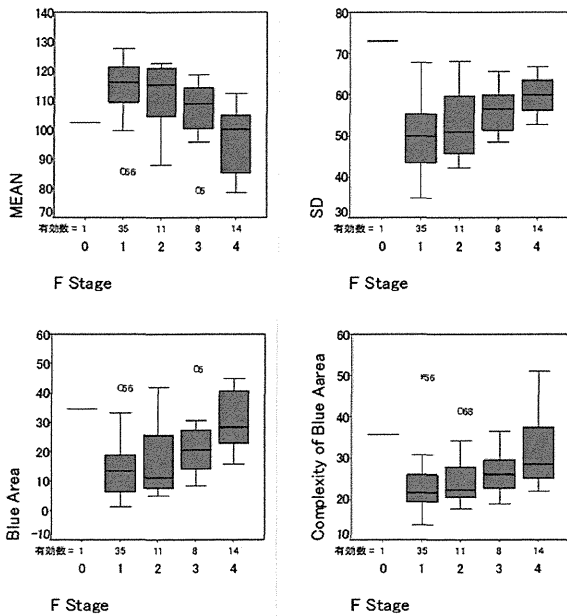 140
130
120
110
100
90
80
70
MEAN
O56
O5
有効数 = 1 35 11 8 14
0 1 2 3 4
F Stage
80
70
60
50
40
30
SD
有効数 = 1 35 11 8 14
0 1 2 3 4
F Stage
60
50
40
30
20
10
0
-10
Blue Area
O56
O5
有効数 = 1 35 11 8 14
0 1 2 3 4
F Stage
60
50
40
30
20
10
Complexity of Blue Aarea
*56
O68
有効数 = 1 35 11 8 14
0 1 2 3 4
F Stage